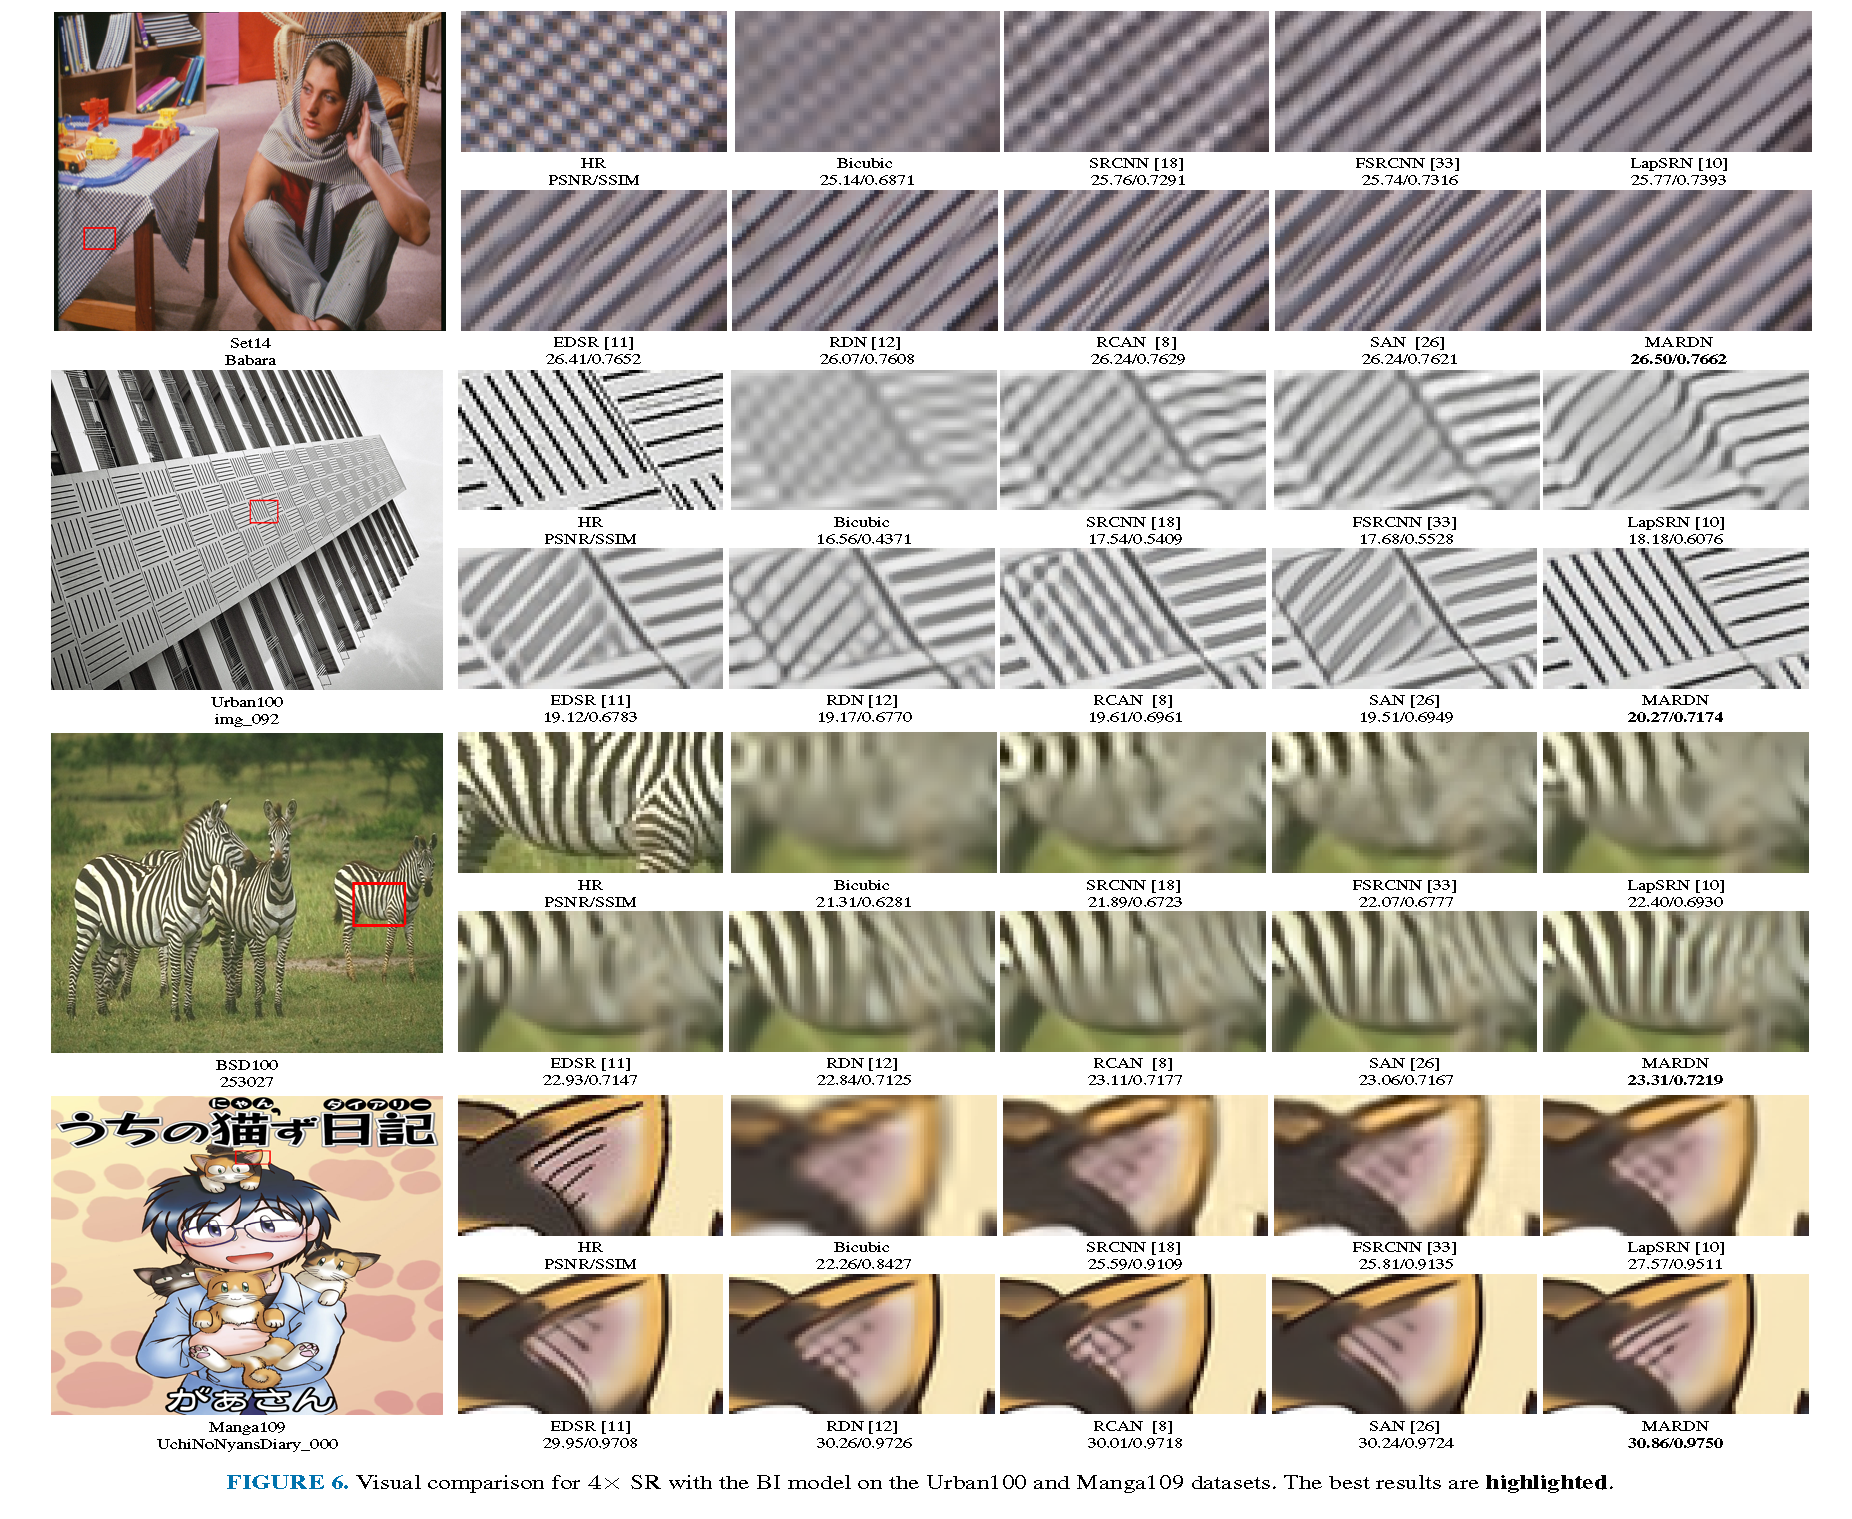 HR
PSNR/SSIM
Bicubic
25.14/0.6871
SRCNN [18]
25.76/0.7291
FSRCNN [33]
25.74/0.7316
LapSRN [10]
25.77/0.7393
Set14
Babara
EDSR [11]
26.41/0.7652
RDN [12]
26.07/0.7608
RCAN [8]
26.24/0.7629
SAN [26]
26.24/0.7621
MARDN
26.50/0.7662
HR
PSNR/SSIM
Bicubic
16.56/0.4371
SRCNN [18]
17.54/0.5409
FSRCNN [33]
17.68/0.5528
LapSRN [10]
18.18/0.6076
Urban100
img_092
EDSR [11]
19.12/0.6783
RDN [12]
19.17/0.6770
RCAN [8]
19.61/0.6961
SAN [26]
19.51/0.6949
MARDN
20.27/0.7174
HR
PSNR/SSIM
Bicubic
21.31/0.6281
SRCNN [18]
21.89/0.6723
FSRCNN [33]
22.07/0.6777
LapSRN [10]
22.40/0.6930
BSD100
253027
EDSR [11]
22.93/0.7147
RDN [12]
22.84/0.7125
RCAN [8]
23.11/0.7177
SAN [26]
23.06/0.7167
MARDN
23.31/0.7219
にゃん ダイアリー
うちの猫ず日記
がぁさん
HR
PSNR/SSIM
Bicubic
22.26/0.8427
SRCNN [18]
25.59/0.9109
FSRCNN [33]
25.81/0.9135
LapSRN [10]
27.57/0.9511
Manga109
UchiNoNyansDiary_000
EDSR [11]
29.95/0.9708
RDN [12]
30.26/0.9726
RCAN [8]
30.01/0.9718
SAN [26]
30.24/0.9724
MARDN
30.86/0.9750
FIGURE 6. Visual comparison for 4× SR with the BI model on the Urban100 and Manga109 datasets. The best results are highlighted.